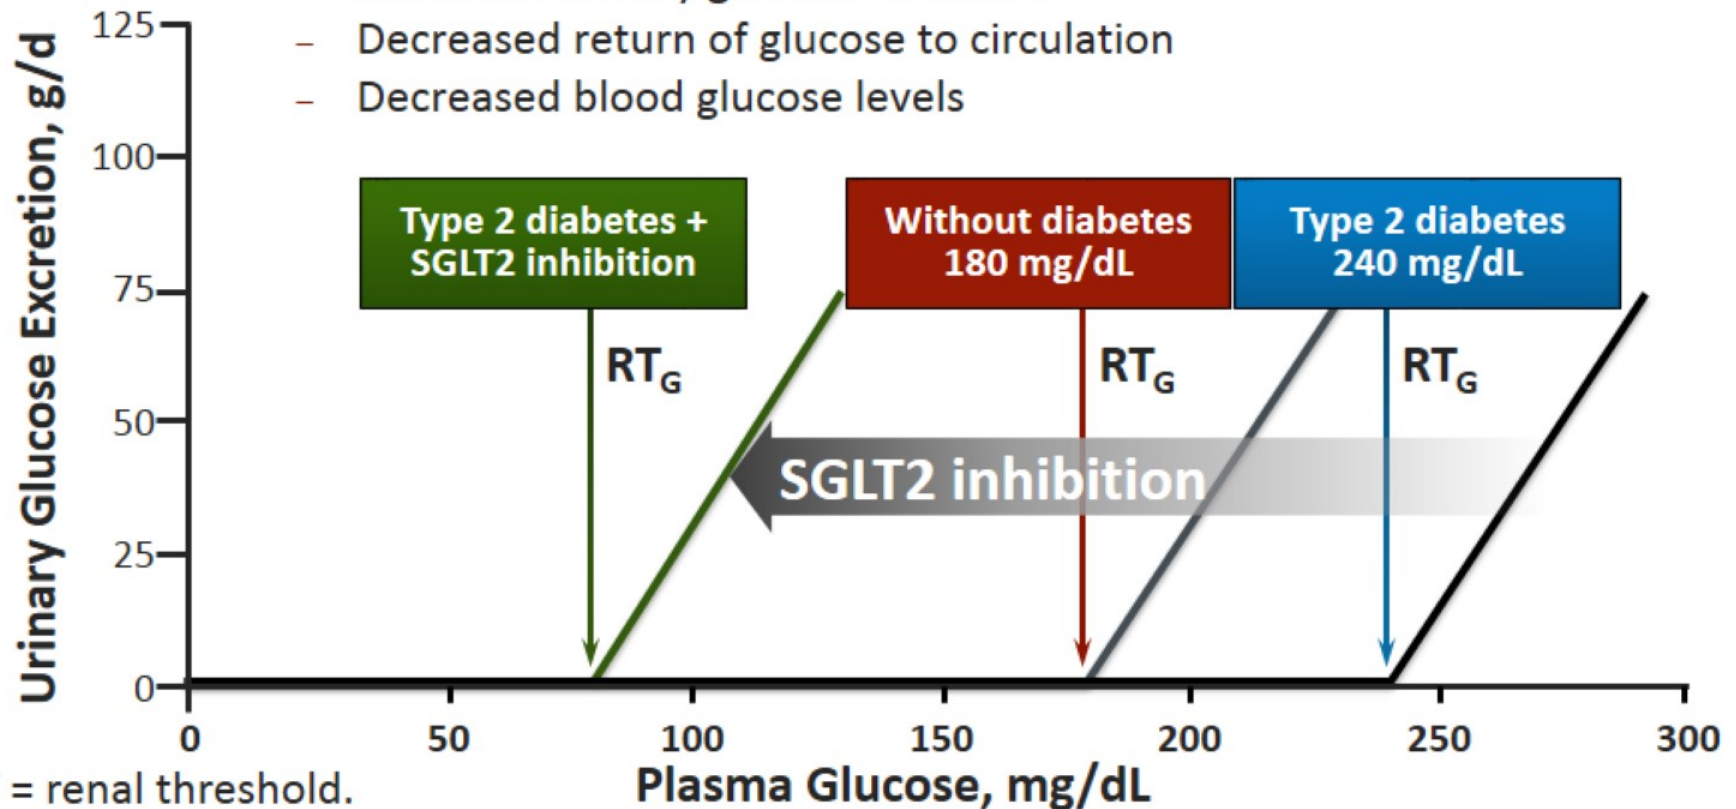 – Decreased return of glucose to circulation
– Decreased blood glucose levels
Urinary Glucose Excretion, g/d
125
100
75
50
25
0
Type 2 diabetes +
SGLT2 inhibition
Without diabetes
180 mg/dL
Type 2 diabetes
240 mg/dL
RTG
RTG
RTG
SGLT2 inhibition
0 50 100 150 200 250 300
Plasma Glucose, mg/dL
= renal threshold.